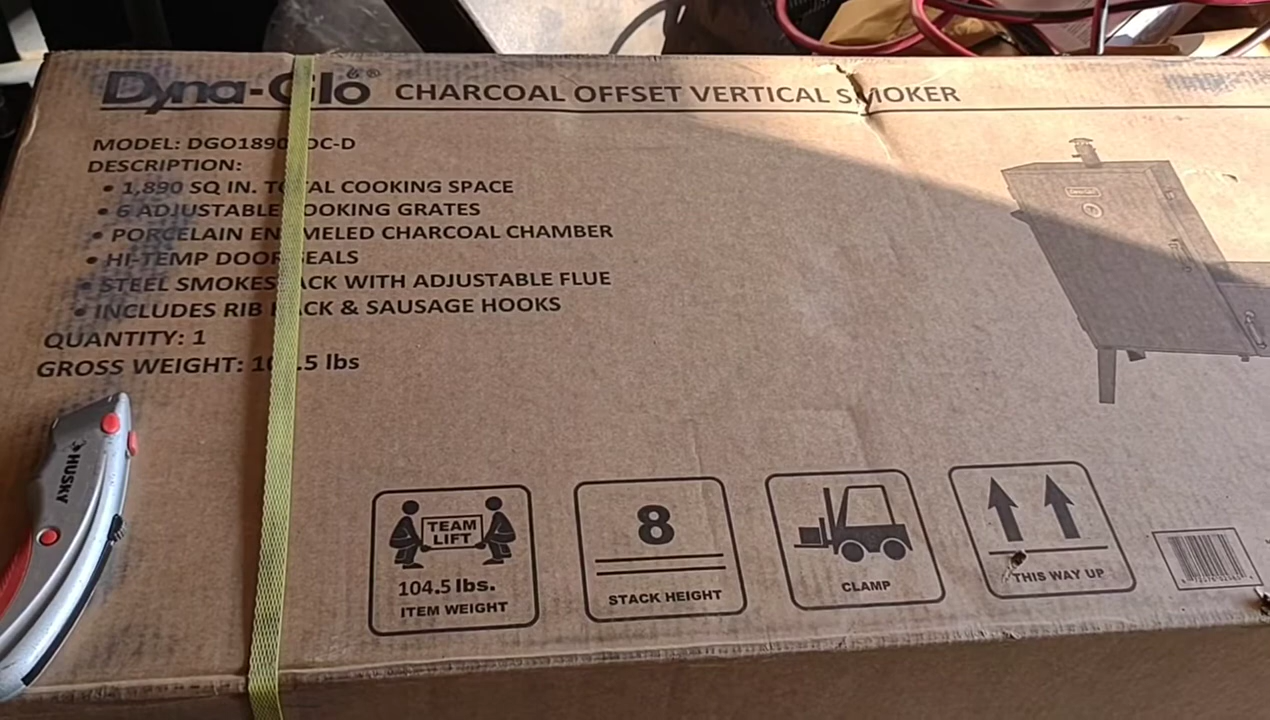 Dyna-Glo® CHARCOAL OFFSET VERTICAL SMOKER
MODEL: DGO1890 DC-D
DESCRIPTION:
• 1,890 SQ IN. TOTAL COOKING SPACE
• 6 ADJUSTABLE COOKING GRATES
• PORCELAIN ENAMELED CHARCOAL CHAMBER
• HI-TEMP DOOR SEALS
• STEEL SMOKESTACK WITH ADJUSTABLE FLUE
• INCLUDES RIB RACK & SAUSAGE HOOKS
QUANTITY: 1
GROSS WEIGHT: 104.5 lbs
HUSKY
TEAM
LIFT
104.5 lbs.
ITEM WEIGHT
8
STACK HEIGHT
CLAMP
THIS WAY UP